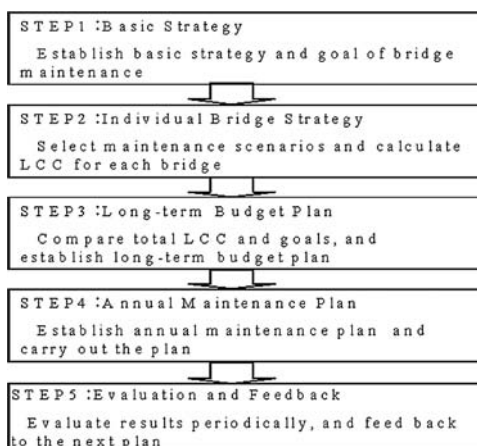 STEP1 :Basic Strategy
Establish basic strategy and goal of bridge
maintenance
STEP2 :Individual Bridge Strategy
Select maintenance scenarios and calculate
LCC for each bridge
STEP3 :Long-term Budget Plan
Compare total LCC and goals, and
establish long-term budget plan
STEP4 :Annual Maintenance Plan
Establish annual maintenance plan and
carry out the plan
STEP5 :Evaluation and Feedback
Evaluate results periodically, and feed back
to the next plan